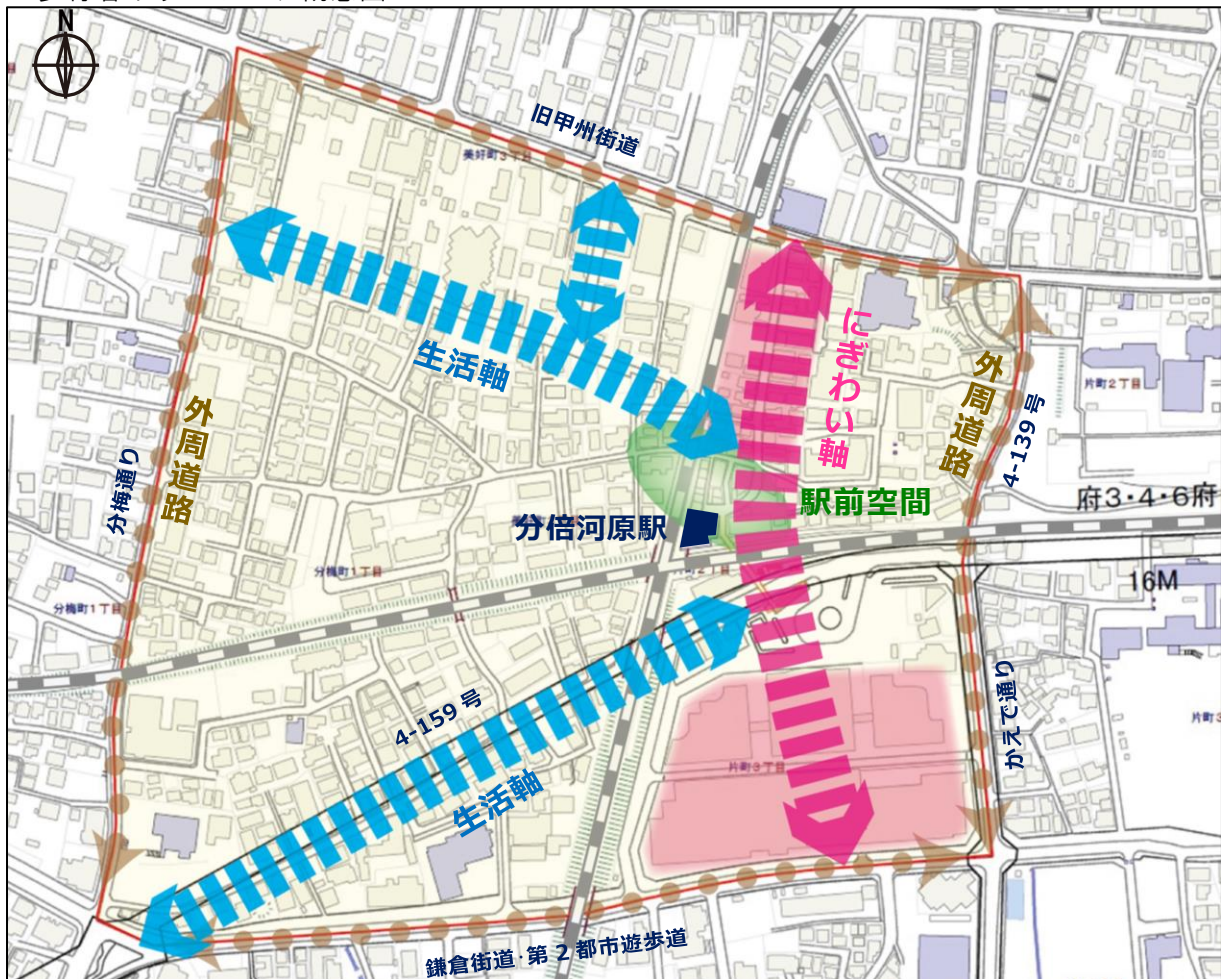 N
旧甲州街道
美好町3丁目
生活軸
にぎわい軸
外周道路
片町2丁目
外周道路
4-139号
分梅通り
駅前空間
府3・4・6府
分倍河原駅
分梅町1丁目
16M
分梅町1丁目
4-159号
かえで通り
片町3
片町3丁目
生活軸
鎌倉街道・第2都市遊歩道